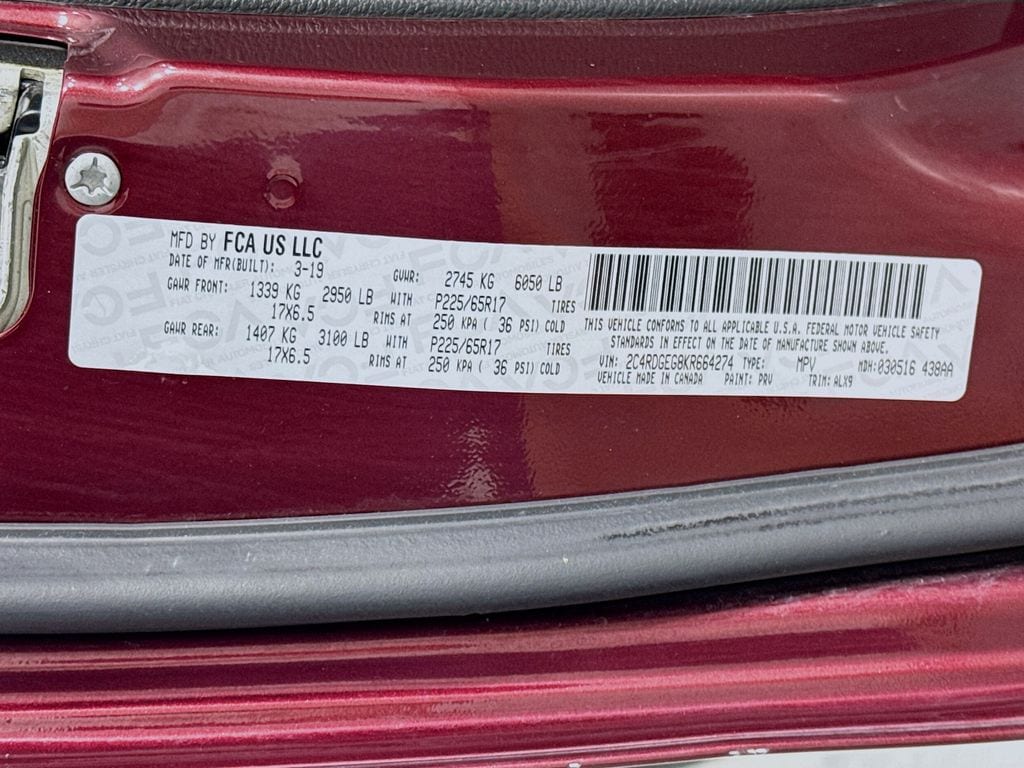 MFD BY FCA US LLC
DATE OF MFR(BUILT): 3-19 GVWR: 2745 KG 6050 LB
GAWR FRONT: 1339 KG 2950 LB WITH P225/65R17 TIRES
17X6.5 RIMS AT 250 KPA ( 36 PSI) COLD
GAWR REAR: 1407 KG 3100 LB WITH P225/65R17 TIRES
17X6.5 RIMS AT 250 KPA ( 36 PSI) COLD
THIS VEHICLE CONFORMS TO ALL APPLICABLE U.S.A. FEDERAL MOTOR VEHICLE SAFETY
STANDARDS IN EFFECT ON THE DATE OF MANUFACTURE SHOWN ABOVE.
VIN: 2C4RDGEG8KR664274 TYPE: MPV MDH:030516 438AA
VEHICLE MADE IN CANADA PAINT: PRV TRIM: ALX9